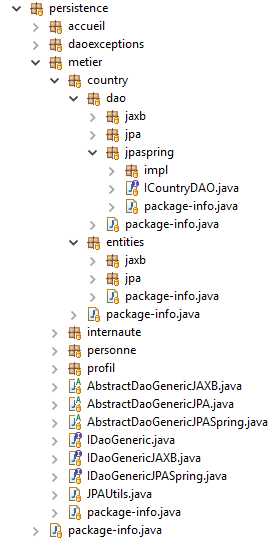 persistence
accueil
daoexceptions
metier
country
dao
jaxb
jpa
jpaspring
impl
ICountryDAO.java
package-info.java
package-info.java
entities
jaxb
jpa
package-info.java
package-info.java
internaute
personne
profil
AbstractDaoGenericJAXB.java
AbstractDaoGenericJPA.java
AbstractDaoGenericJPASpring.java
IDaoGeneric.java
IDaoGenericJAXB.java
IDaoGenericJPASpring.java
JPAUtils.java
package-info.java
package-info.java